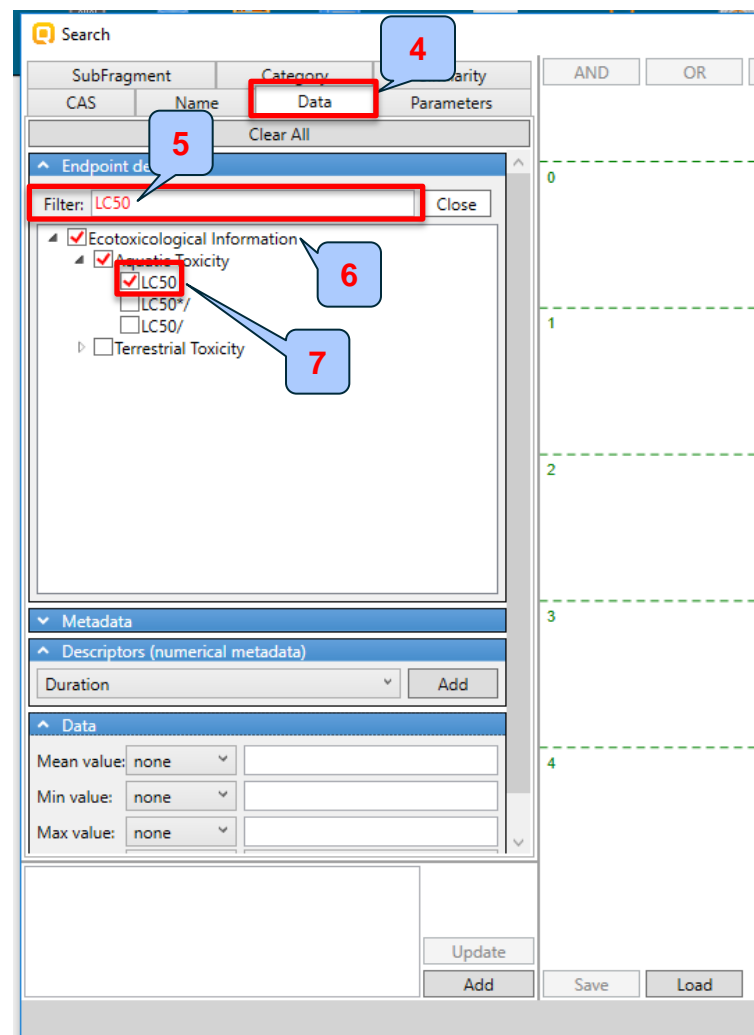 Search
4
SubFragment
Category
AND
OR
CAS
Name
Data
Parameters
Clear All
5
Endpoint
0
Filter: LC50
Close
Ecotoxicological Information
Aquatic Toxicity
6
LC50
LC50*/
LC50/
1
Terrestrial Toxicity
7
2
3
Metadata
Descriptors (numerical metadata)
Duration
Add
Data
Mean value: none
4
Min value: none
Max value: none
Update
Add
Save
Load